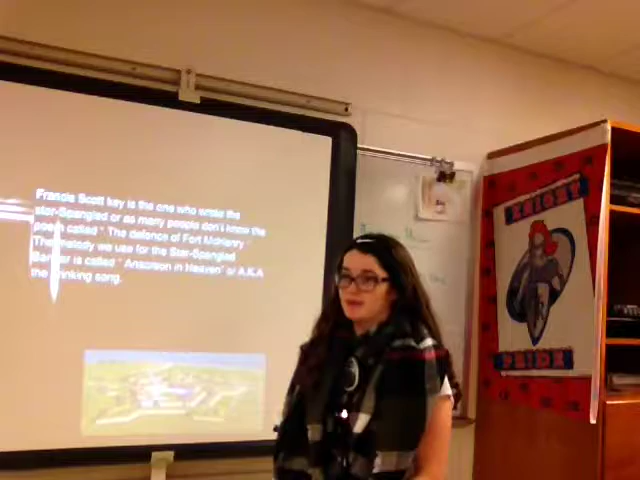 Francis Scott key is the one who wrote the
star-Spangled or as many people don't know the
poem called " The defence of Fort McHenry "
The melody we use for the Star-Spangled
Banner is called " Anacreon in Heaven" or A.K.A
the drinking song.
KNIGHT
PRIDE